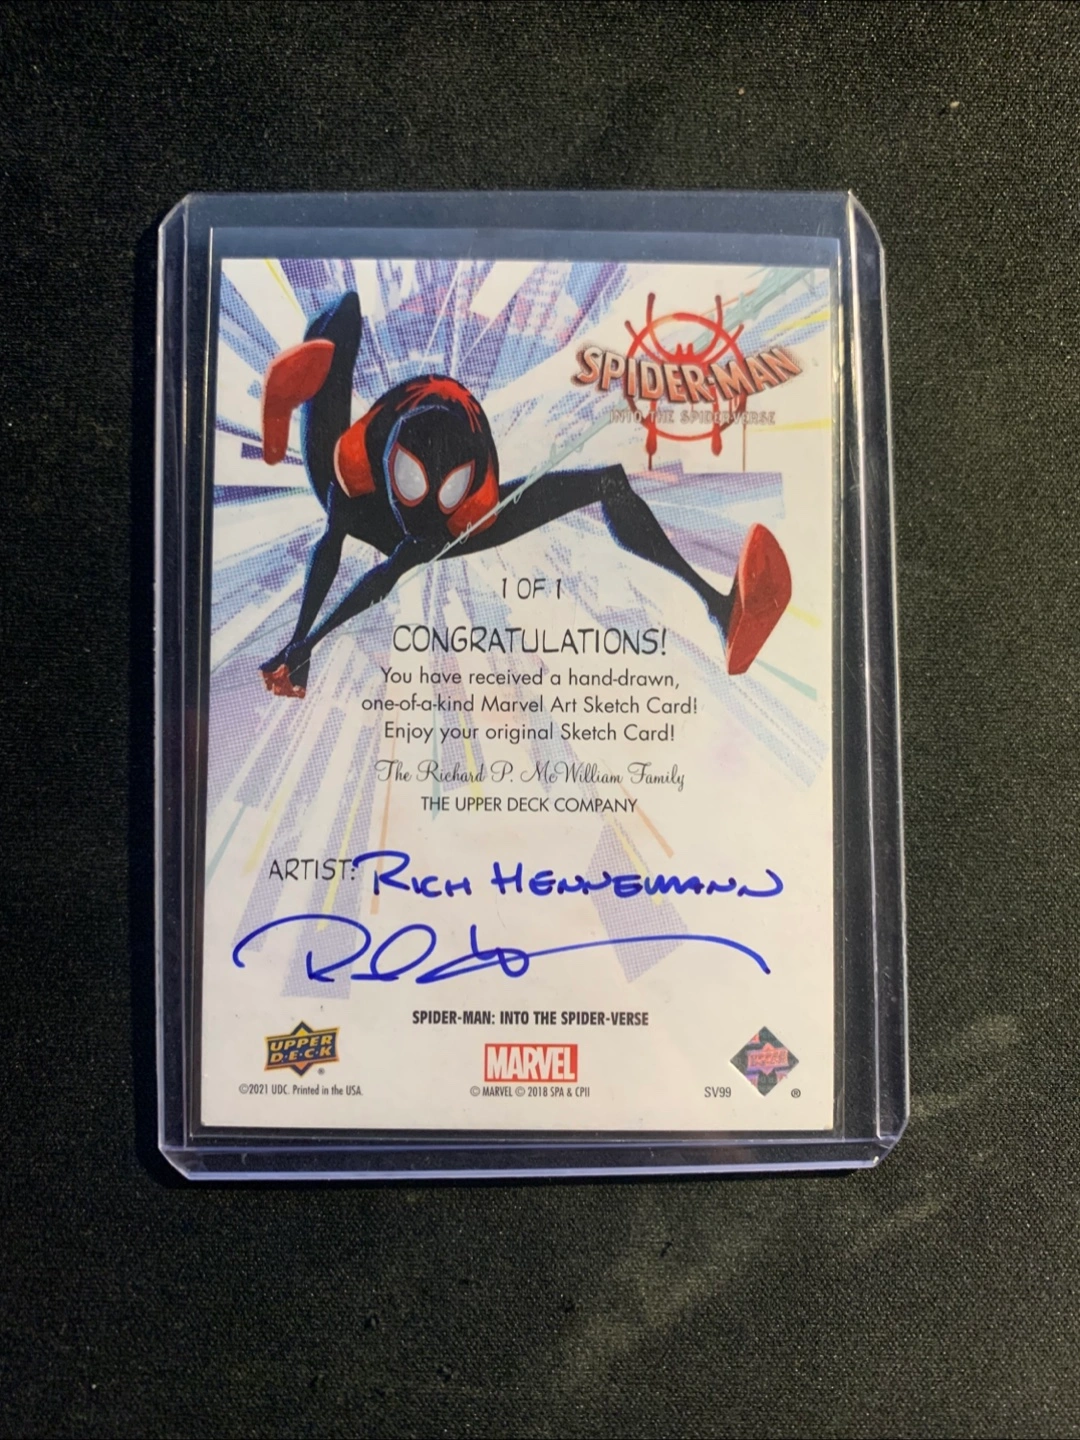 SPIDER-MAN
INTO THE SPIDER-VERSE
1 OF 1
CONGRATULATIONS!
You have received a hand-drawn,
one-of-a-kind Marvel Art Sketch Card!
Enjoy your original Sketch Card!
The Richard P. McWilliam Family
THE UPPER DECK COMPANY
ARTIST: RICH HENNEMANN
SPIDER-MAN: INTO THE SPIDER-VERSE
UPPER
D•E•C•K
®
MARVEL
UPPER
©2021 UDC. Printed in the USA.
© MARVEL © 2018 SPA & CPII
SV99
®